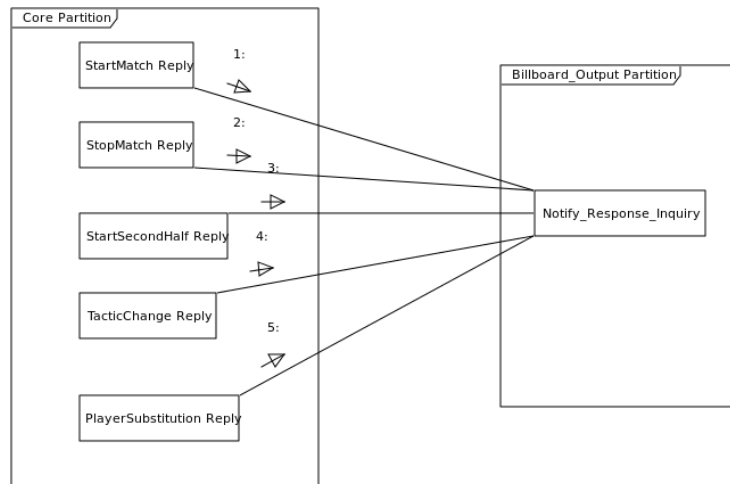 Core Partition
StartMatch Reply
1:
Billboard_Output Partition
StopMatch Reply
2:
3:
Notify_Response_Inquiry
StartSecondHalf Reply
4:
TacticChange Reply
5:
PlayerSubstitution Reply